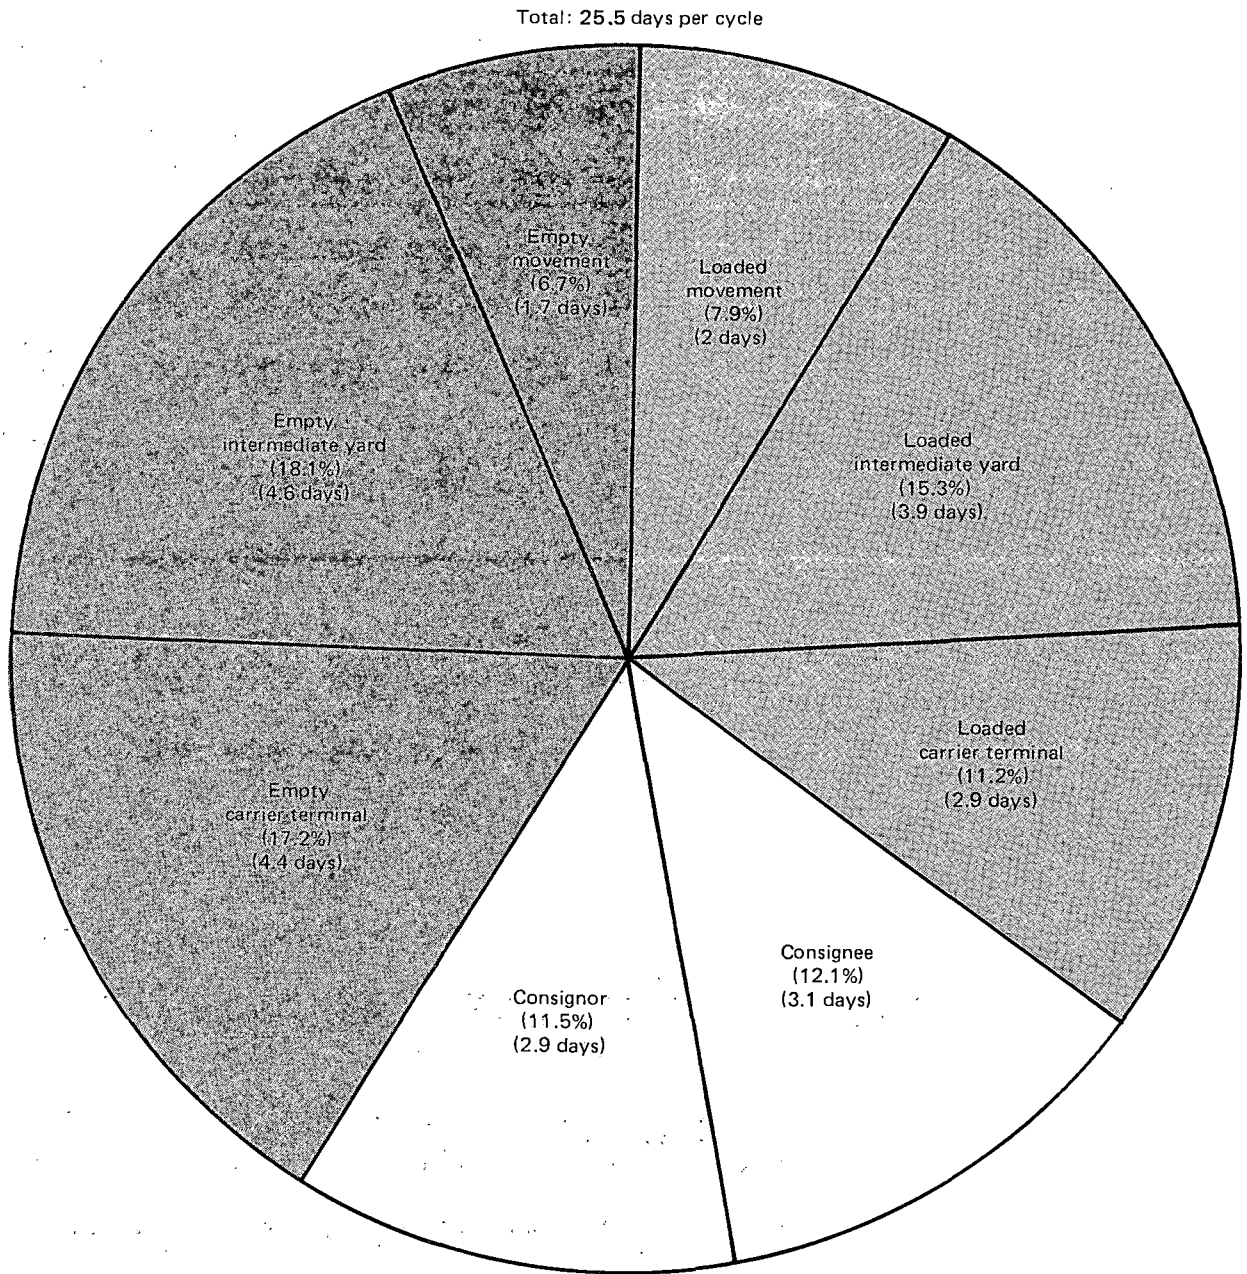 Total: 25.5 days per cycle
Empty
movement
(6.7%)
(1.7 days)
Loaded
movement
(7.9%)
(2 days)
Empty
intermediate yard
(18.1%)
(4.6 days)
Loaded
intermediate yard
(15.3%)
(3.9 days)
Loaded
carrier terminal
(11.2%)
(2.9 days)
Empty
carrier terminal
(17.2%)
(4.4 days)
Consignee
(12.1%)
(3.1 days)
Consignor
(11.5%)
(2.9 days)